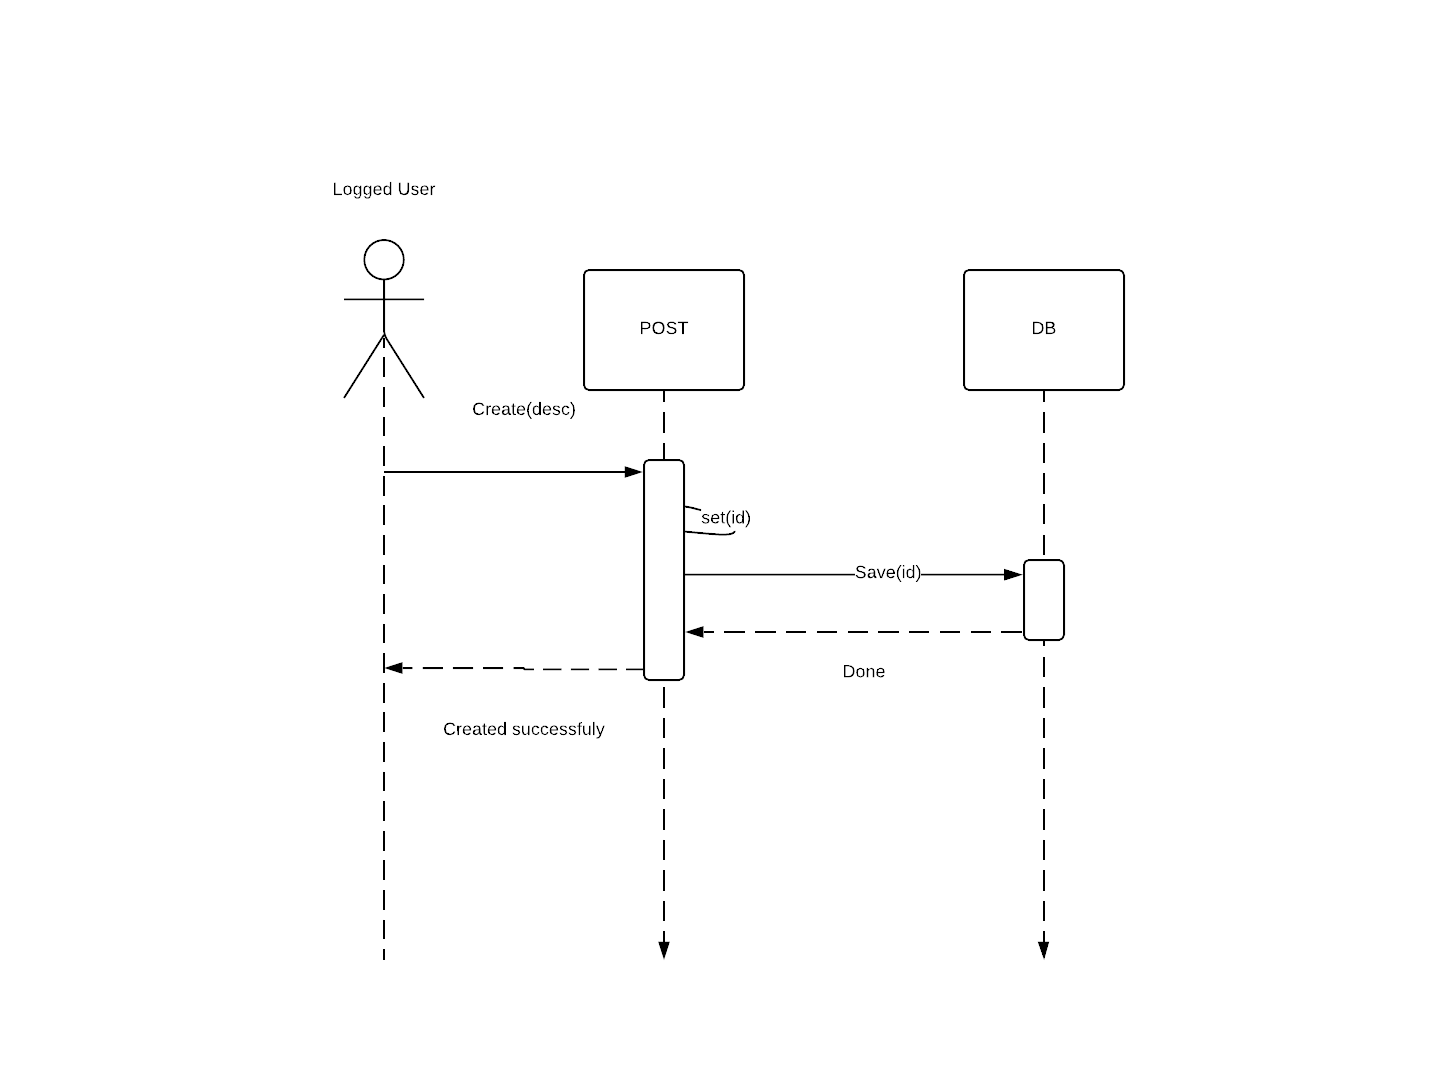 Logged User
POST
DB
Create(desc)
set(id)
Save(id)
Done
Created successfuly